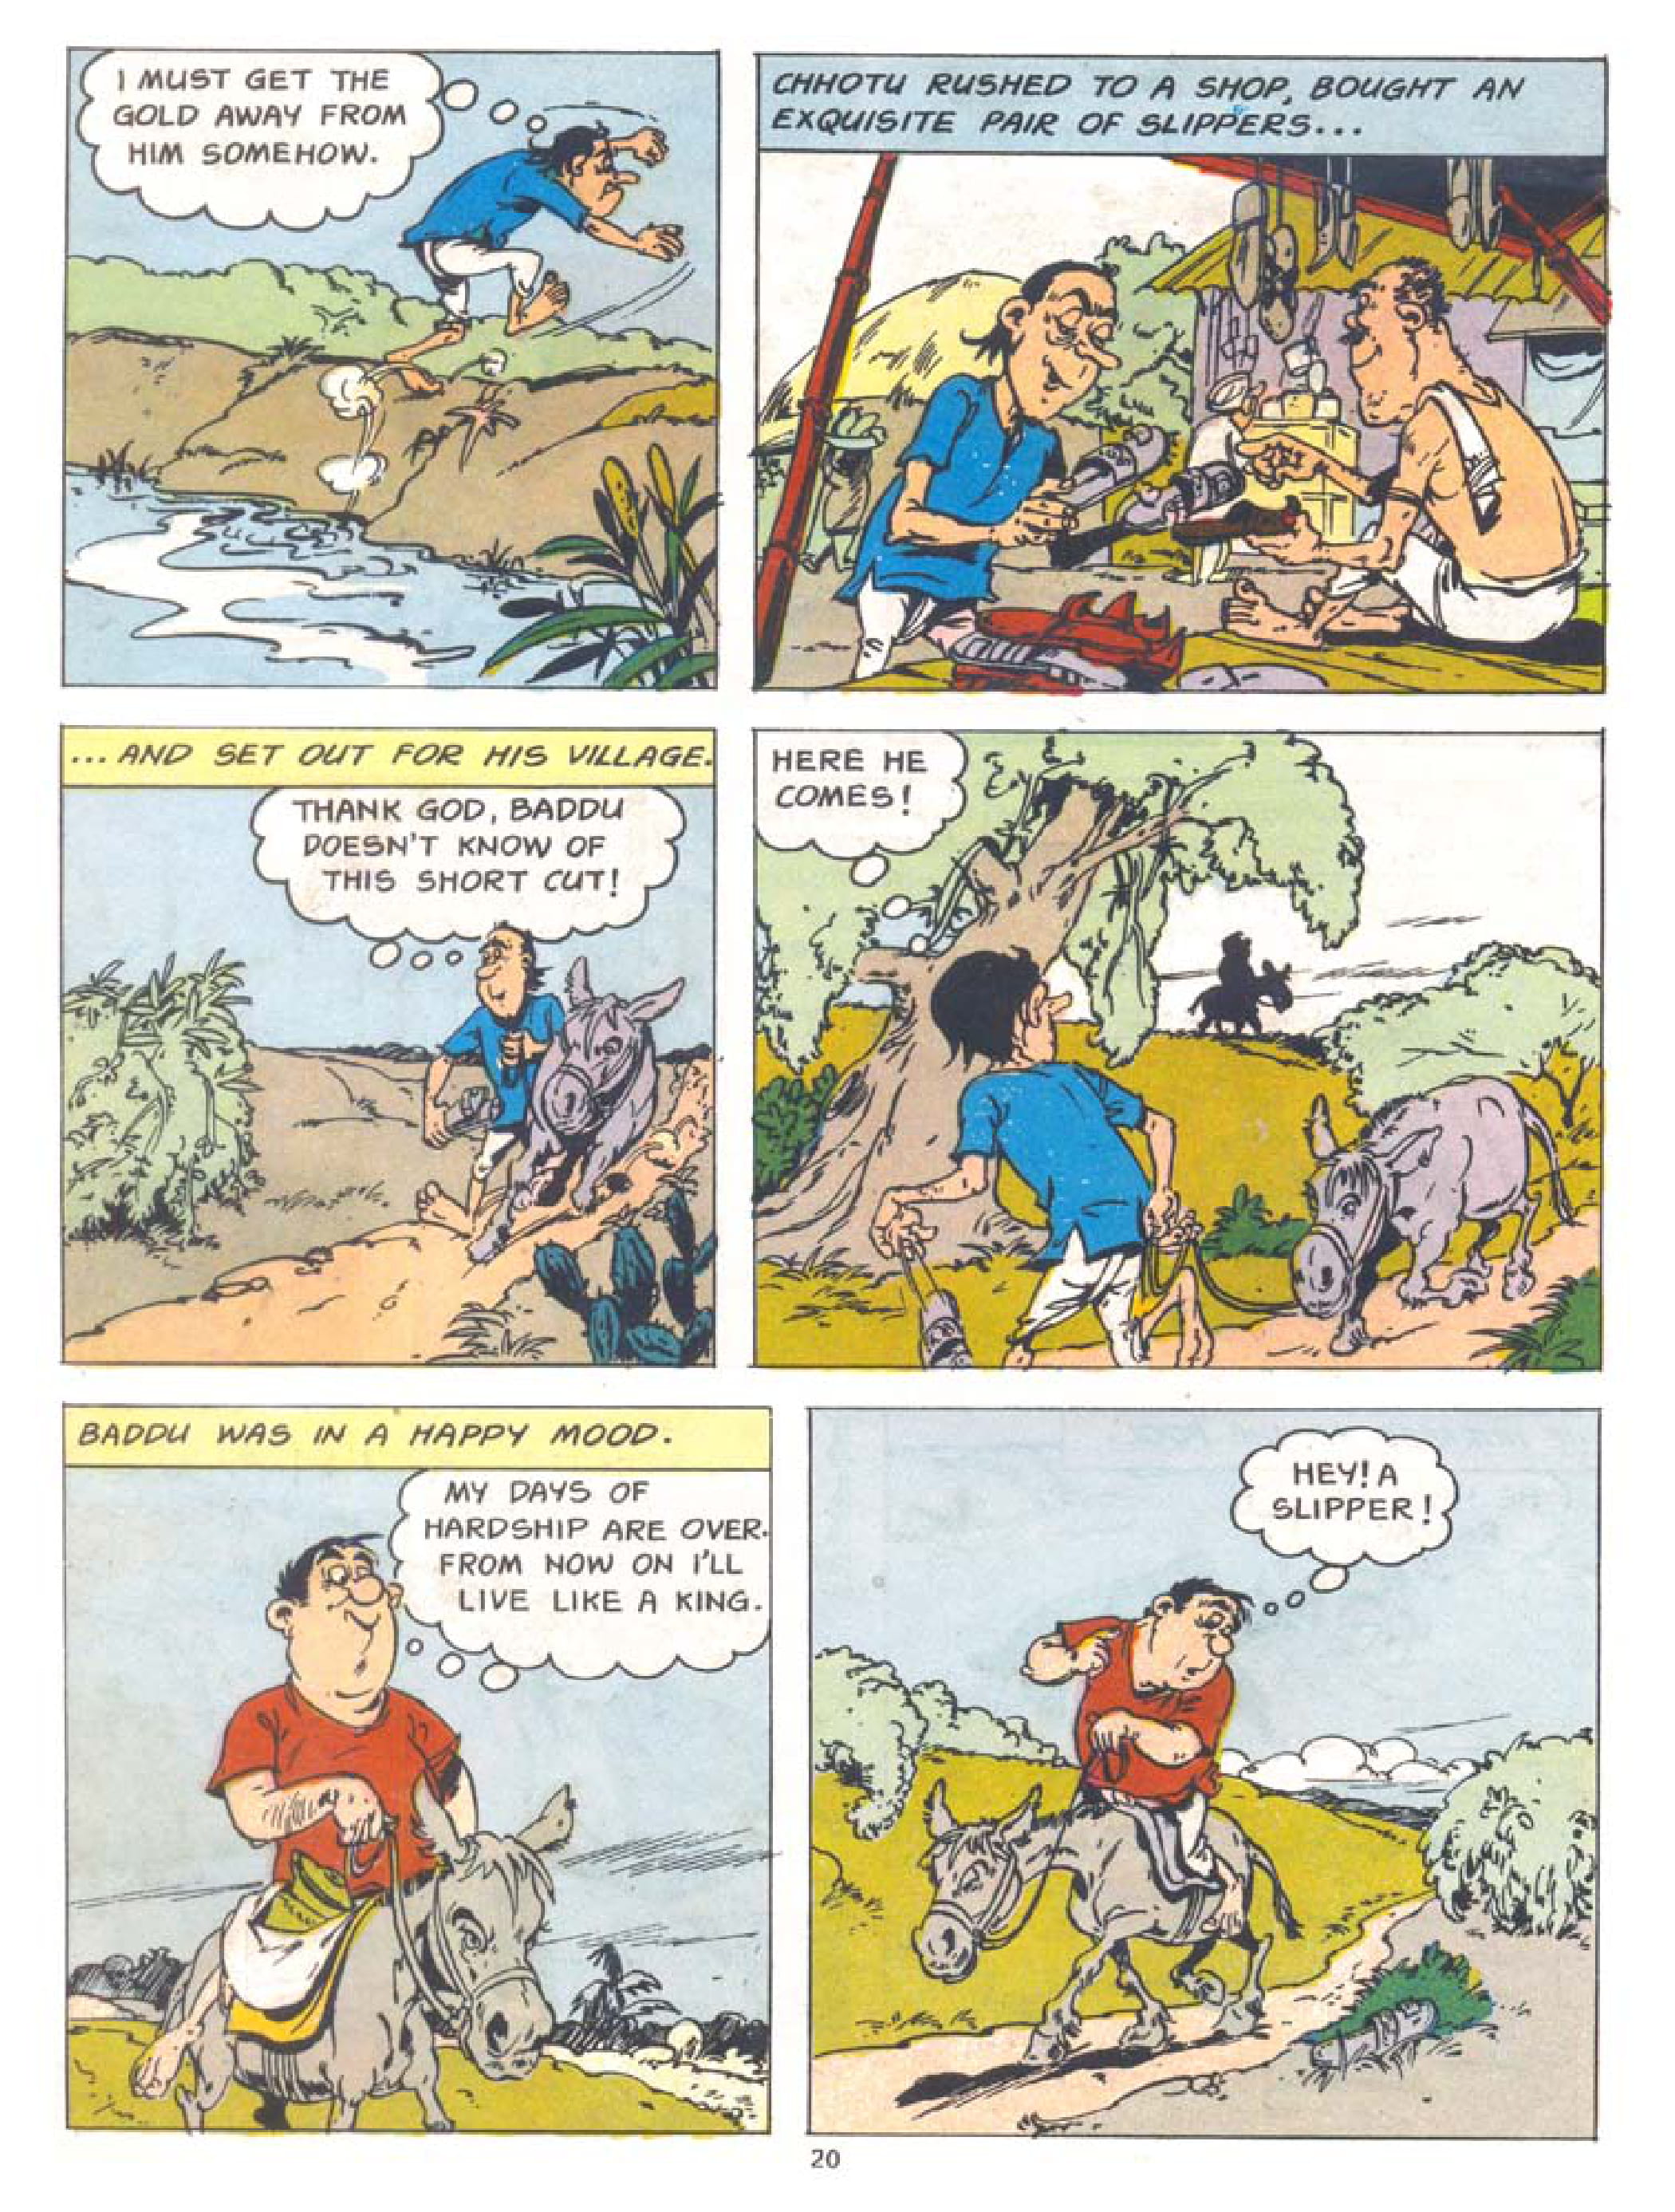 I MUST GET THE
GOLD AWAY FROM
HIM SOMEHOW.
CHHOTU RUSHED TO A SHOP, BOUGHT AN
EXQUISITE PAIR OF SLIPPERS...
... AND SET OUT FOR HIS VILLAGE.
THANK GOD, BADDU
DOESN'T KNOW OF
THIS SHORT CUT!
HERE HE
COMES!
BADDU WAS IN A HAPPY MOOD.
MY DAYS OF
HARDSHIP ARE OVER.
FROM NOW ON I'LL
LIVE LIKE A KING.
HEY! A
SLIPPER!
20